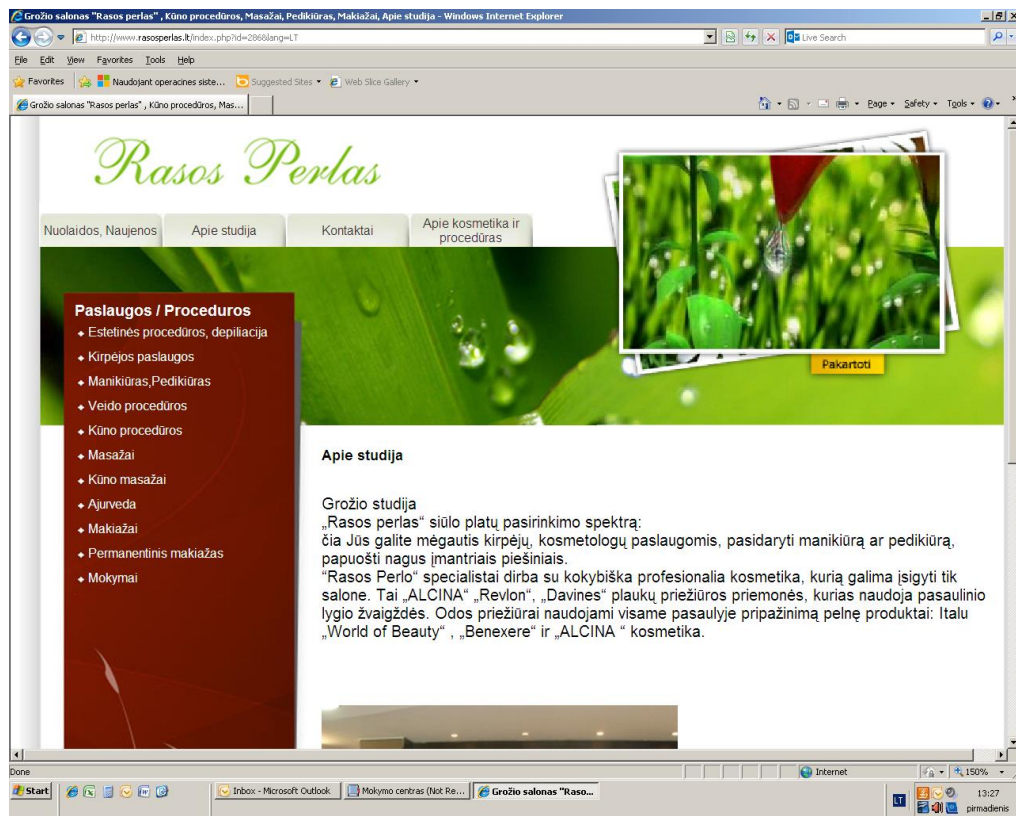 Grožio salonas "Rasos perlas" , Kūno procedūros, Masažai, Pedikiūras, Makiažai, Apie studija - Windows Internet Explorer
http://www.rasosperlas.lt/index.php?id=286&lang=LT
Live Search
File Edit View Favorites Tools Help
Favorites Naudojant operacines siste... Suggested Sites Web Slice Gallery
Grožio salonas "Rasos perlas" , Kūno procedūros, Mas...
Page Safety Tools
Rasos Perlas
Nuolaidos, Naujenos
Apie studija
Kontaktai
Apie kosmetika ir
procedūras
Pakartoti
Paslaugos / Proceduros
Estetinės procedūros, depiliacija
Kirpėjos paslaugos
Manikiūras,Pedikiūras
Veido procedūros
Kūno procedūros
Masažai
Kūno masažai
Ajurveda
Makiažai
Permanentinis makiažas
Mokymai
Apie studija
Grožio studija
„Rasos perlas“ siūlo platų pasirinkimo spektrą:
čia Jūs galite mėgautis kirpėjų, kosmetologų paslaugomis, pasidaryti manikiūrą ar pedikiūrą,
papuošti nagus įmantriais piešiniais.
“Rasos Perlo“ specialistai dirba su kokybiška profesionalia kosmetika, kurią galima įsigyti tik
salone. Tai „ALCINA“ „Revlon“, „Davines“ plaukų priežiūros priemonės, kurias naudoja pasaulinio
lygio žvaigždės. Odos priežiūrai naudojami visame pasaulyje pripažinimą pelnę produktai: Italu
„World of Beauty“ , „Benexere“ ir „ALCINA “ kosmetika.
Done
Internet
150%
Start
Inbox - Microsoft Outlook
Mokymo centras (Not Re...
Grožio salonas "Raso...
LT
13:27
pirmadienis